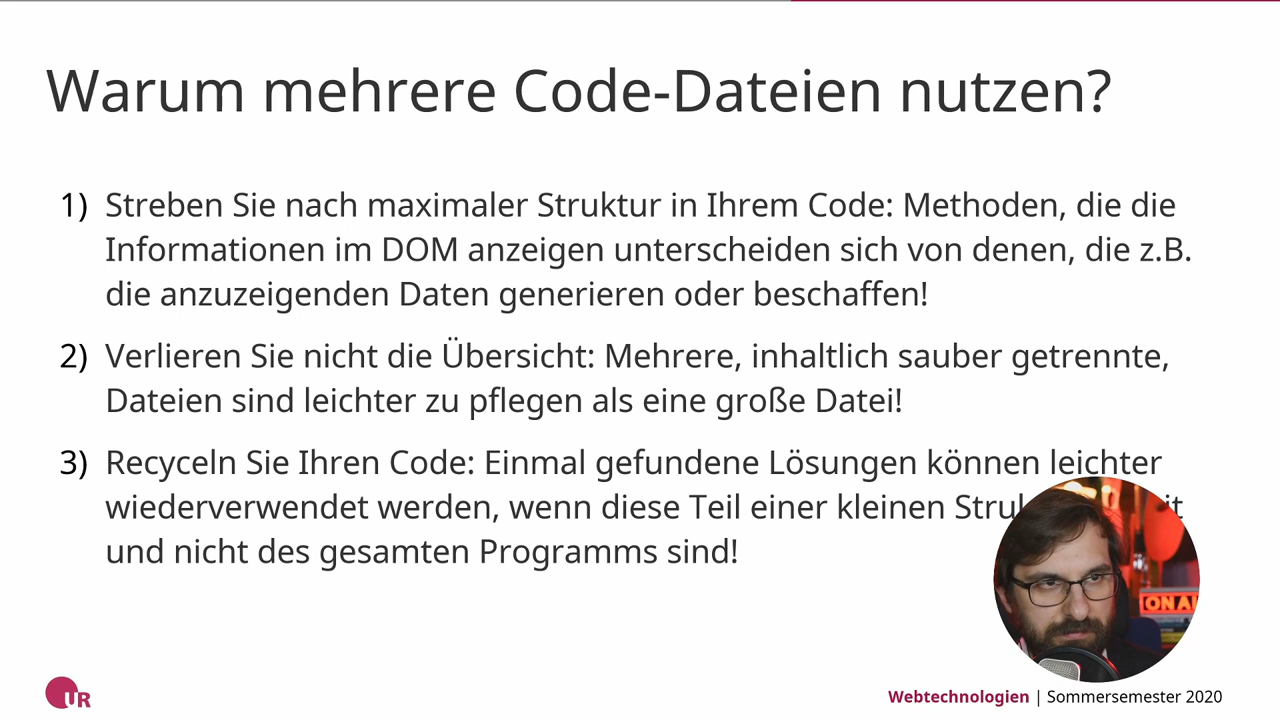 Warum mehrere Code-Dateien nutzen?
1) Streben Sie nach maximaler Struktur in Ihrem Code: Methoden, die die
Informationen im DOM anzeigen unterscheiden sich von denen, die z.B.
die anzuzeigenden Daten generieren oder beschaffen!
2) Verlieren Sie nicht die Übersicht: Mehrere, inhaltlich sauber getrennte,
Dateien sind leichter zu pflegen als eine große Datei!
3) Recyceln Sie Ihren Code: Einmal gefundene Lösungen können leichter
wiederverwendet werden, wenn diese Teil einer kleinen
und nicht des gesamten Programms sind!
ON A
UR
Webtechnologien | Sommersemester 2020